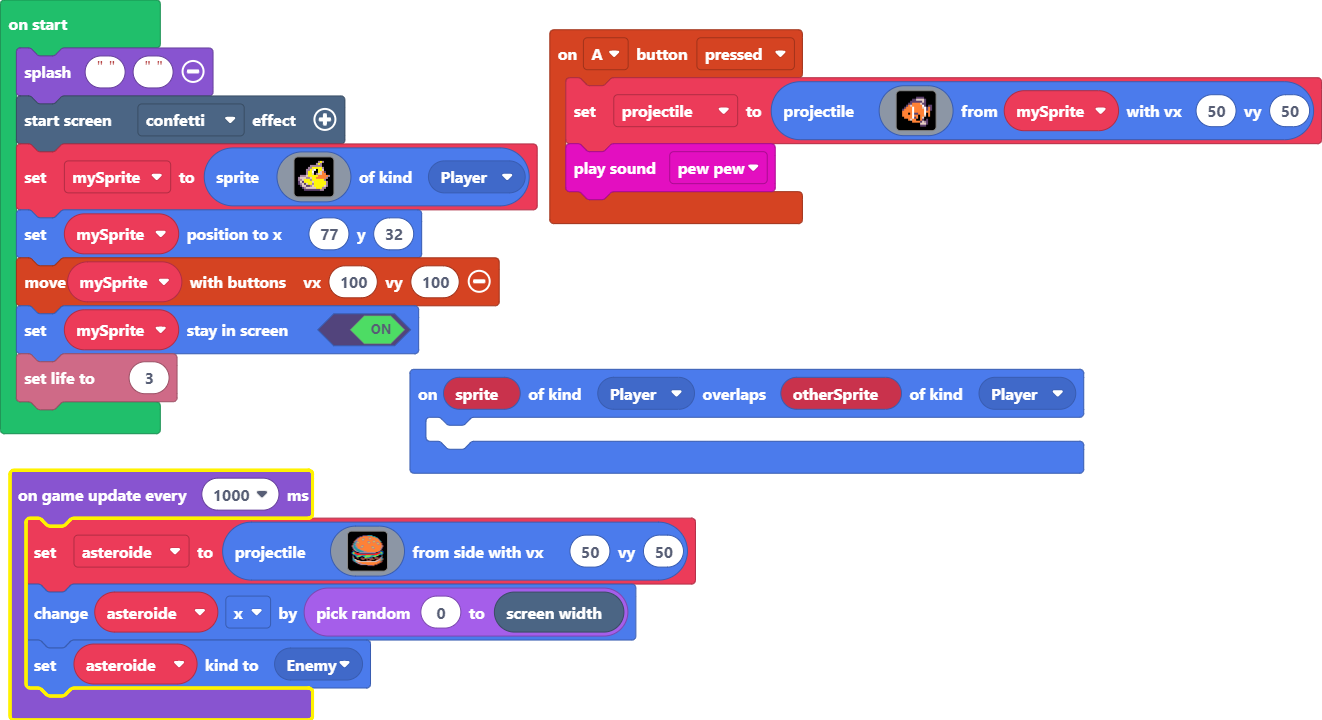 on start
splash " " " "
start screen confetti effect
set mySprite to sprite of kind Player
set mySprite position to x 77 y 32
move mySprite with buttons vx 100 vy 100
set mySprite stay in screen ON
set life to 3
on A button pressed
set projectile to projectile from mySprite with vx 50 vy 50
play sound pew pew
on sprite of kind Player overlaps otherSprite of kind Player
on game update every 1000 ms
set asteroide to projectile from side with vx 50 vy 50
change asteroide x by pick random 0 to screen width
set asteroide kind to Enemy